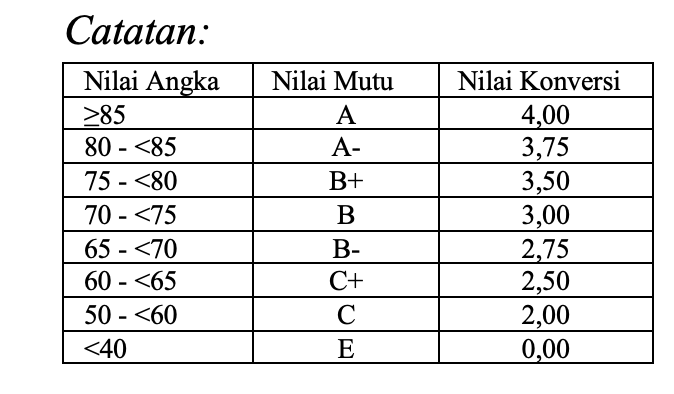 Catatan:
Nilai Angka Nilai Mutu Nilai Konversi
≥85 A 4,00
80 - <85 A- 3,75
75 - <80 B+ 3,50
70 - <75 B 3,00
65 - <70 B- 2,75
60 - <65 C+ 2,50
50 - <60 C 2,00
<40 E 0,00